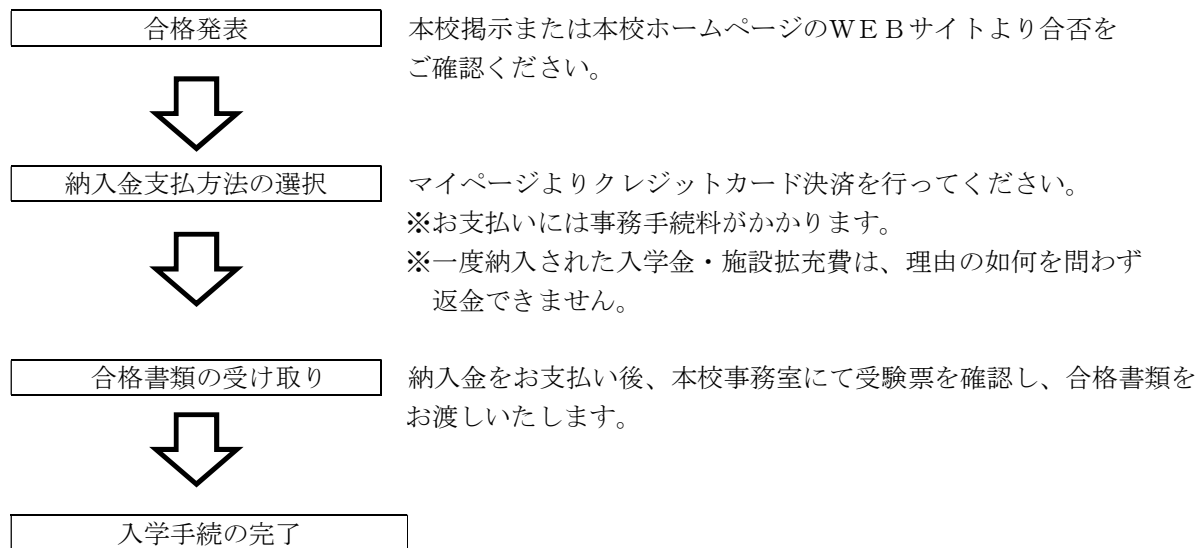 合格発表
本校掲示または本校ホームページのＷＥＢサイトより合否を
ご確認ください。
納入金支払方法の選択
マイページよりクレジットカード決済を行ってください。
※お支払いには事務手続料がかかります。
※一度納入された入学金・施設拡充費は、理由の如何を問わず
返金できません。
合格書類の受け取り
納入金をお支払い後、本校事務室にて受験票を確認し、合格書類を
お渡しいたします。
入学手続の完了